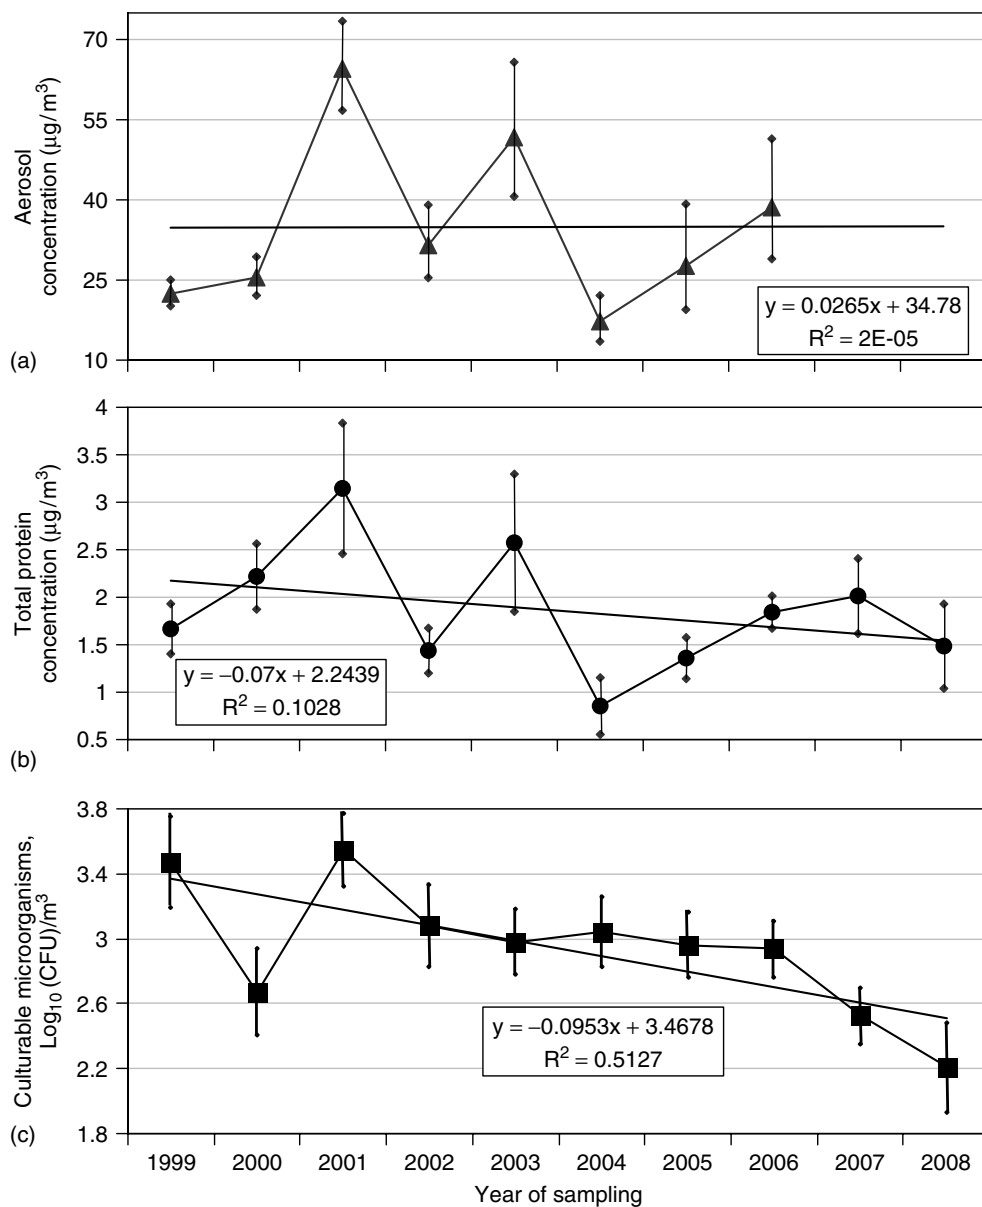 Aerosol
concentration (µg/m³)
70
55
40
25
10
y = 0.0265x + 34.78
R² = 2E-05
(a)
Total protein
concentration (µg/m³)
4
3.5
3
2.5
2
1.5
1
0.5
y = −0.07x + 2.2439
R² = 0.1028
(b)
Culturable microorganisms,
Log₁₀ (CFU)/m³
3.8
3.4
3
2.6
2.2
1.8
y = −0.0953x + 3.4678
R² = 0.5127
(c)
1999 2000 2001 2002 2003 2004 2005 2006 2007 2008
Year of sampling